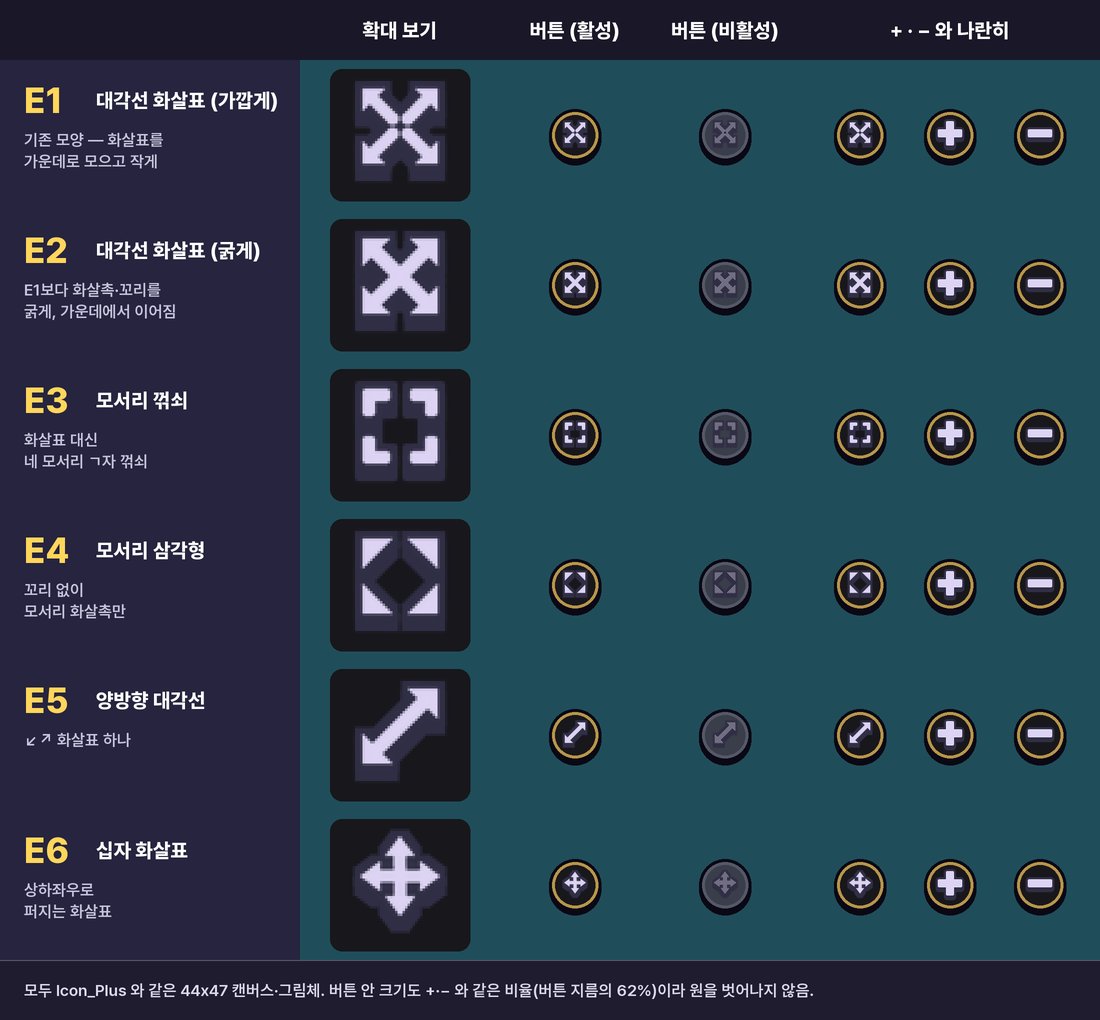 확대 보기 버튼 (활성) 버튼 (비활성) + · − 와 나란히
E1 대각선 화살표 (가깝게)
기존 모양 — 화살표를
가운데로 모으고 작게
E2 대각선 화살표 (굵게)
E1보다 화살촉·꼬리를
굵게, 가운데에서 이어짐
E3 모서리 꺾쇠
화살표 대신
네 모서리 ㄱ자 꺾쇠
E4 모서리 삼각형
꼬리 없이
모서리 화살촉만
E5 양방향 대각선
↙↗ 화살표 하나
E6 십자 화살표
상하좌우로
퍼지는 화살표
모두 Icon_Plus 와 같은 44x47 캔버스·그림체. 버튼 안 크기도 +·− 와 같은 비율(버튼 지름의 62%)이라 원을 벗어나지 않음.